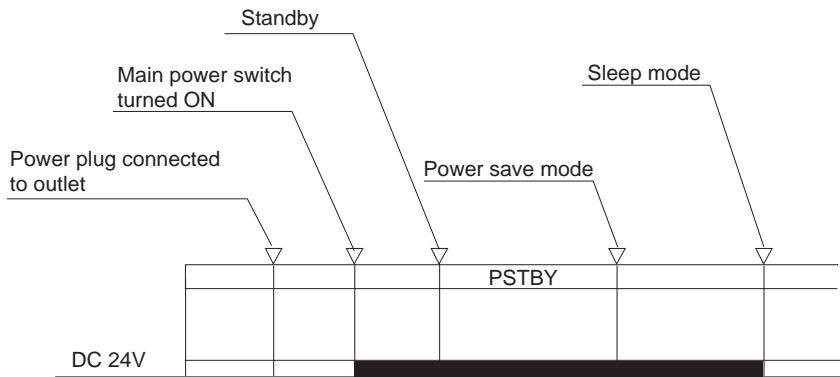 Standby
Main power switch
turned ON
Sleep mode
Power plug connected
to outlet
Power save mode
PSTBY
DC 24V